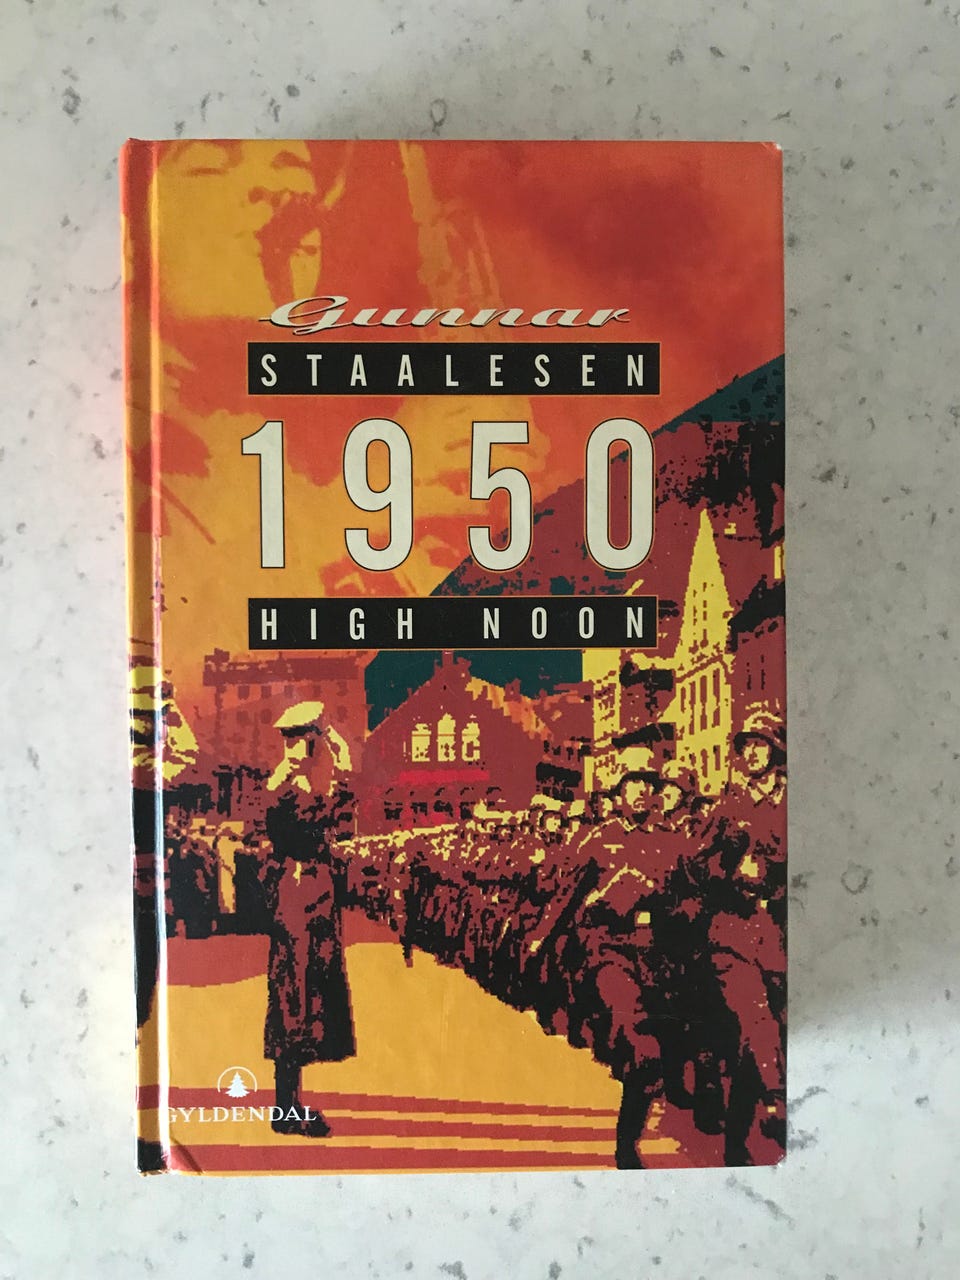 Gunnar
STAALESEN
1950
HIGH NOON
GYLDENDAL